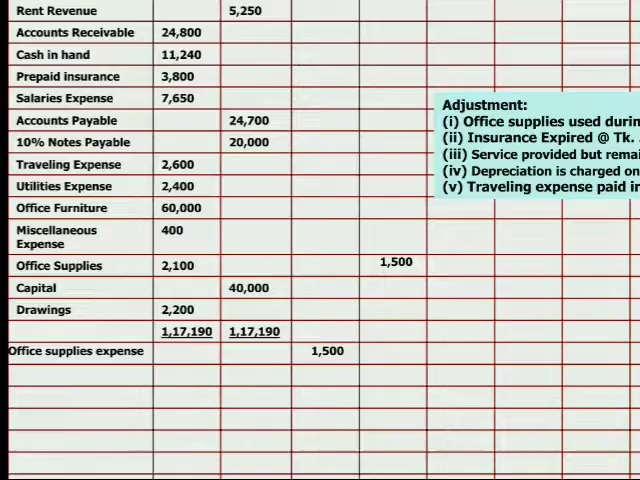 Rent Revenue 5,250
Accounts Receivable 24,800
Cash in hand 11,240
Prepaid insurance 3,800
Salaries Expense 7,650
Accounts Payable 24,700
10% Notes Payable 20,000
Traveling Expense 2,600
Utilities Expense 2,400
Office Furniture 60,000
Miscellaneous 400
Expense
Office Supplies 2,100 1,500
Capital 40,000
Drawings 2,200
1,17,190 1,17,190
Office supplies expense 1,500
Adjustment:
(i) Office supplies used
(ii) Insurance Expired @ Tk.
(iii) Service provided but
(iv) Depreciation is charged on
(v) Traveling expense paid